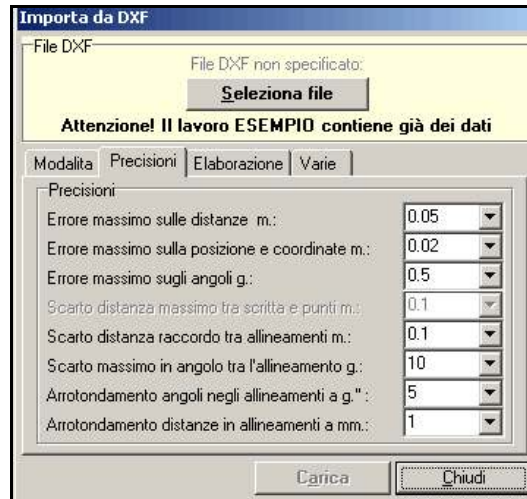 Importa da DXF
File DXF
File DXF non specificato:
Seleziona file
Attenzione! Il lavoro ESEMPIO contiene già dei dati
Modalita Precisioni Elaborazione Varie
Precisioni
Errore massimo sulle distanze m.: 0.05
Errore massimo sulla posizione e coordinate m.: 0.02
Errore massimo sugli angoli g.: 0.5
Scarto distanza massimo tra scritta e punti m.: 0.1
Scarto distanza raccordo tra allineamenti m.: 0.1
Scarto massimo in angolo tra l'allineamento g.: 10
Arrotondamento angoli negli allineamenti a g.": 5
Arrotondamento distanze in allineamenti a mm.: 1
Carica Chiudi